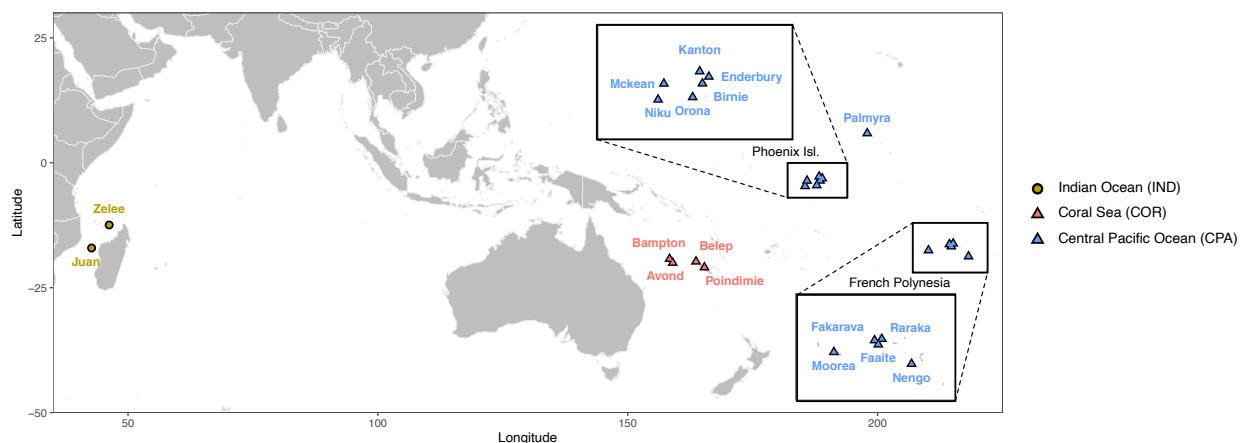 25
0
−25
−50
50
100
150
200
Latitude
Longitude
Kanton
Mckean
Enderbury
Birnie
Niku
Orona
Palmyra
Phoenix Isl.
Zelee
Juan
Bampton
Belep
Avond
Poindimie
French Polynesia
Fakarava
Raraka
Moorea
Faaite
Nengo
Indian Ocean (IND)
Coral Sea (COR)
Central Pacific Ocean (CPA)